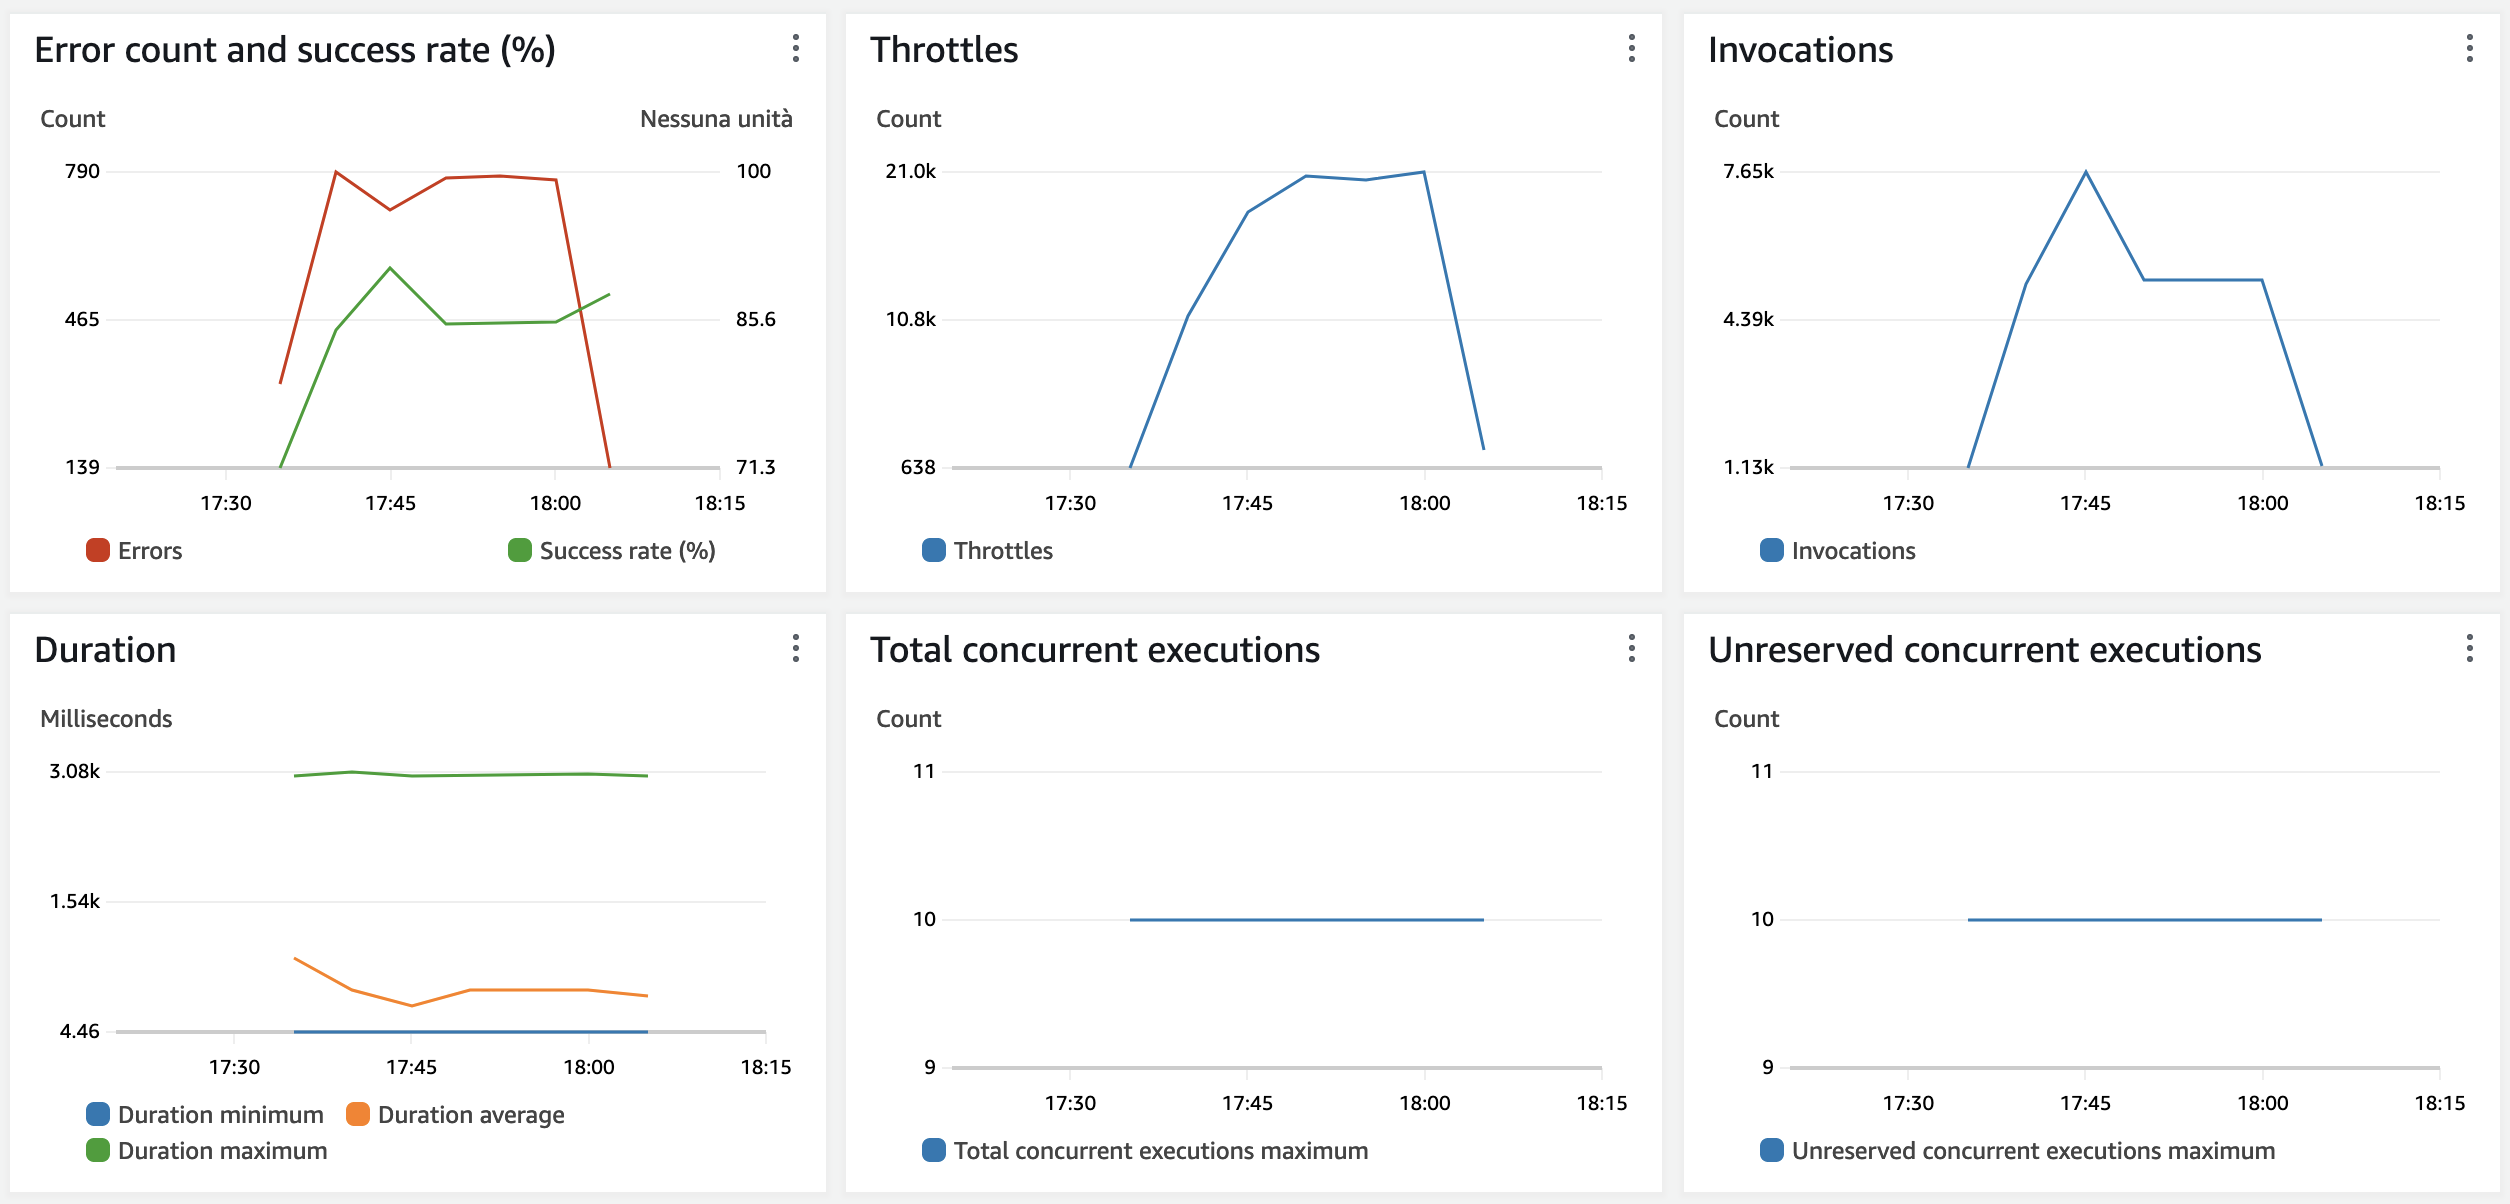 Error count and success rate (%)
Count
Nessuna unità
790
100
465
85.6
139
71.3
17:30
17:45
18:00
18:15
Errors
Success rate (%)
Throttles
Count
21.0k
10.8k
638
17:30
17:45
18:00
18:15
Throttles
Invocations
Count
7.65k
4.39k
1.13k
17:30
17:45
18:00
18:15
Invocations
Duration
Milliseconds
3.08k
1.54k
4.46
17:30
17:45
18:00
18:15
Duration minimum
Duration average
Duration maximum
Total concurrent executions
Count
11
10
9
17:30
17:45
18:00
18:15
Total concurrent executions maximum
Unreserved concurrent executions
Count
11
10
9
17:30
17:45
18:00
18:15
Unreserved concurrent executions maximum